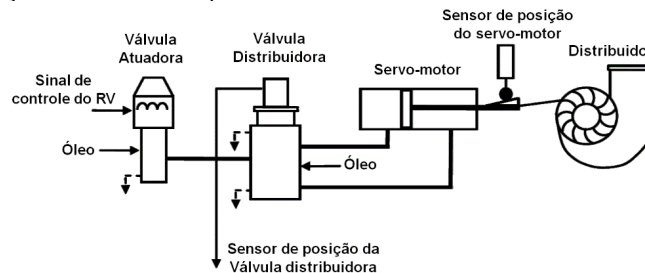 Sensor de posição
do servo-motor
Válvula
Atuadora
Válvula
Distribuidora
Servo-motor
Sinal de
controle do RV
Óleo
Óleo
Sensor de posição da
Válvula distribuidora